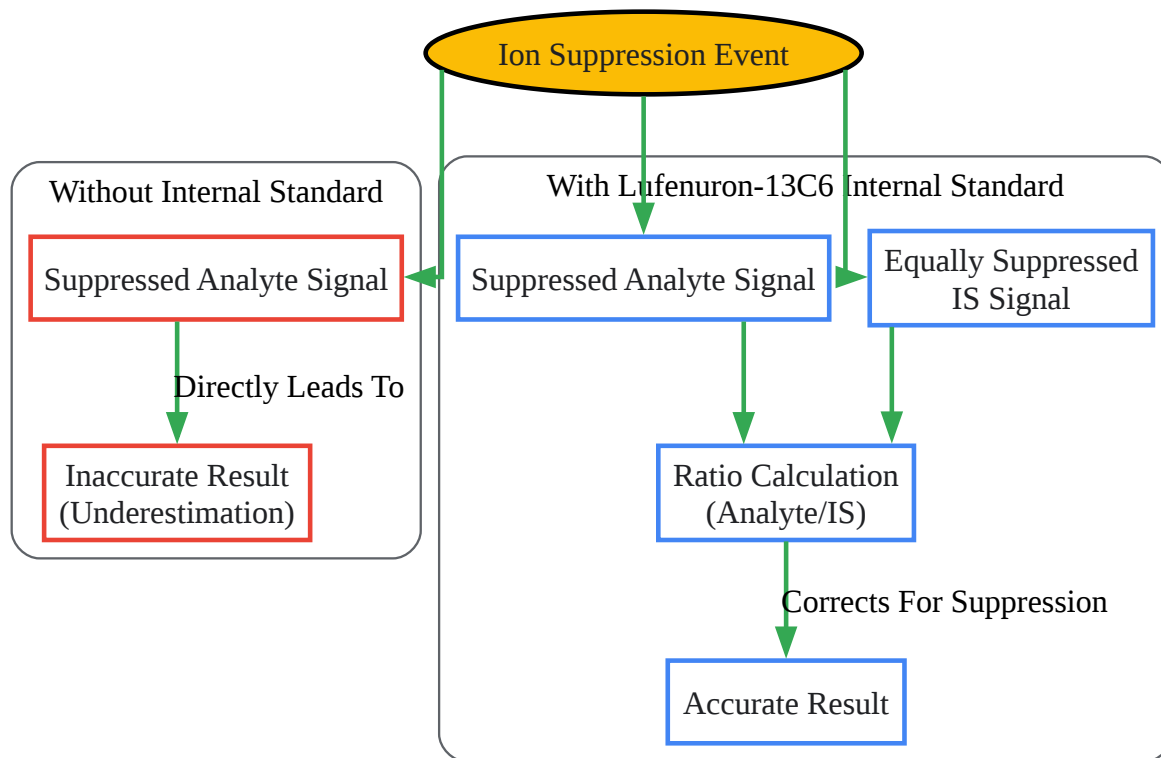 Ion Suppression Event
Without Internal Standard
Suppressed Analyte Signal
Directly Leads To
Inaccurate Result
(Underestimation)
With Lufenuron-13C6 Internal Standard
Suppressed Analyte Signal
Equally Suppressed
IS Signal
Ratio Calculation
(Analyte/IS)
Corrects For Suppression
Accurate Result